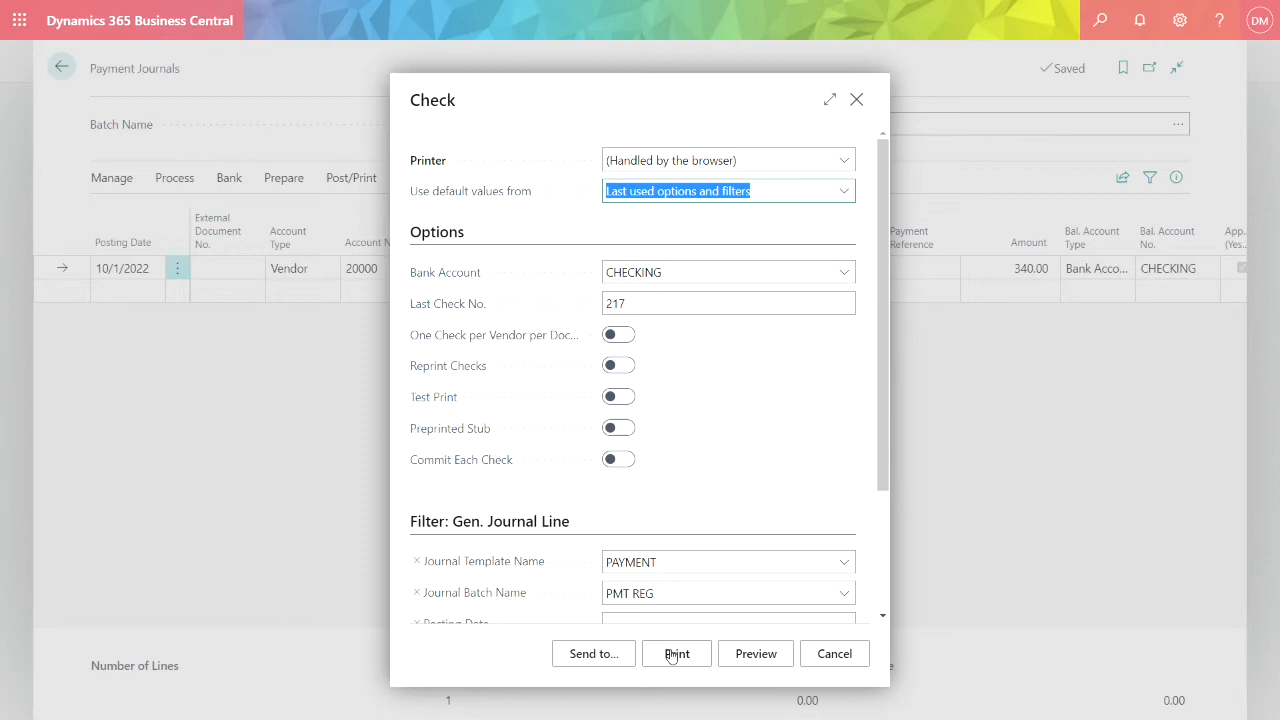 Dynamics 365 Business Central
DM
Payment Journals
Saved
Batch Name
Manage
Process
Bank
Prepare
Post/Print
Posting Date
External Document No.
Account Type
Account N
Payment Reference
Amount
Bal. Account Type
Bal. Account No.
App... (Yes...
10/1/2022
Vendor
20000
340.00
Bank Acco...
CHECKING
Number of Lines
1
0.00
0.00
Check
Printer
(Handled by the browser)
Use default values from
Last used options and filters
Options
Bank Account
CHECKING
Last Check No.
217
One Check per Vendor per Doc...
Reprint Checks
Test Print
Preprinted Stub
Commit Each Check
Filter: Gen. Journal Line
× Journal Template Name
PAYMENT
× Journal Batch Name
PMT REG
× Posting Date
Send to...
Print
Preview
Cancel